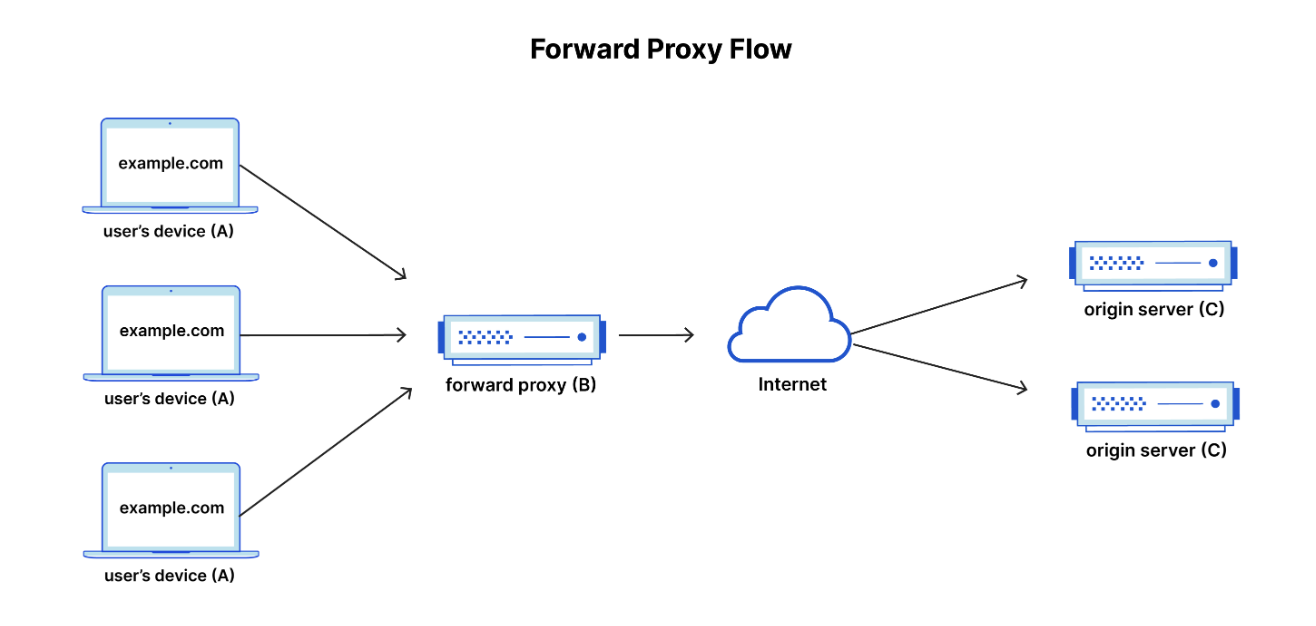 Forward Proxy Flow
example.com
user's device (A)
example.com
user's device (A)
example.com
user's device (A)
forward proxy (B)
Internet
origin server (C)
origin server (C)